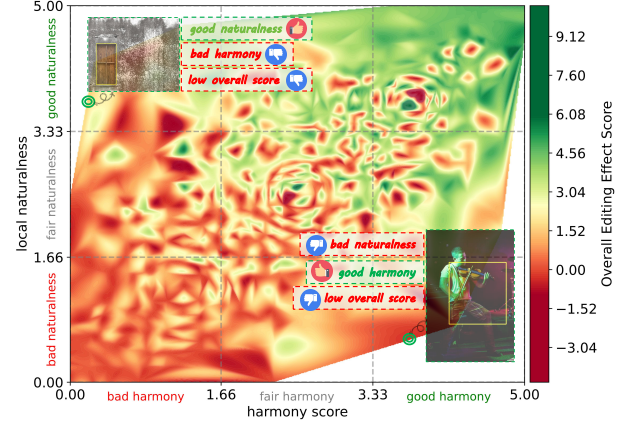 5.00
good naturalness
bad harmony
low overall score
3.33
1.66
0.00
good naturalness
fair naturalness
bad naturalness
local naturalness
bad naturalness
good harmony
low overall score
0.00
1.66
3.33
5.00
bad harmony
fair harmony
good harmony
harmony score
9.12
7.60
6.08
4.56
3.04
1.52
0.00
−1.52
−3.04
Overall Editing Effect Score